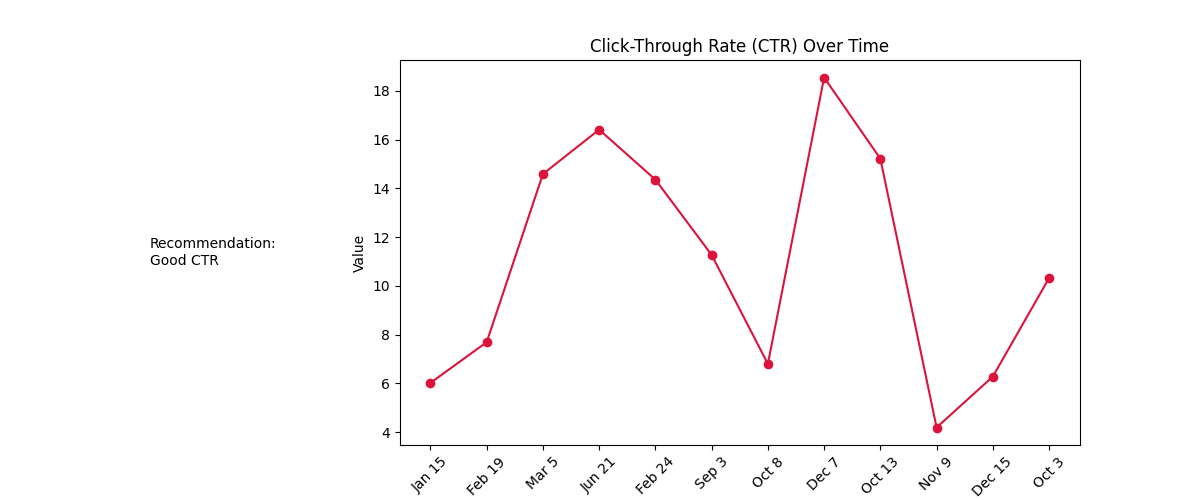 Click-Through Rate (CTR) Over Time
Recommendation:
Good CTR
Value
18
16
14
12
10
8
6
4
Jan 15
Feb 19
Mar 5
Jun 21
Feb 24
Sep 3
Oct 8
Dec 7
Oct 13
Nov 9
Dec 15
Oct 3